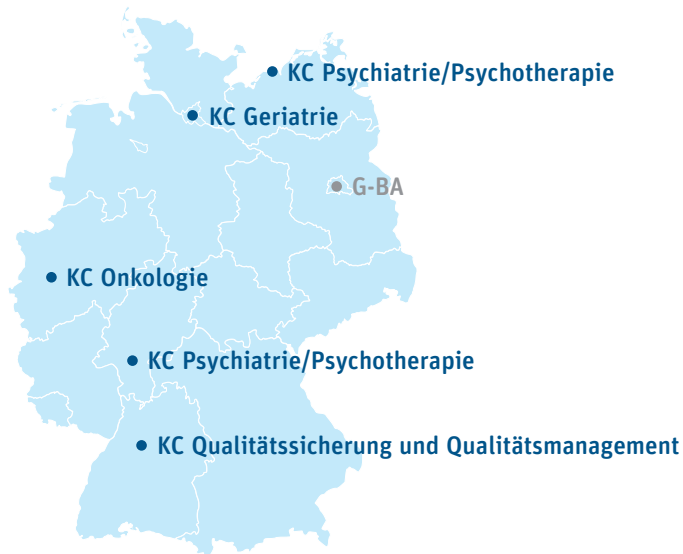 KC Psychiatrie/Psychotherapie
KC Geriatrie
G-BA
KC Onkologie
KC Psychiatrie/Psychotherapie
KC Qualitätssicherung und Qualitätsmanagement